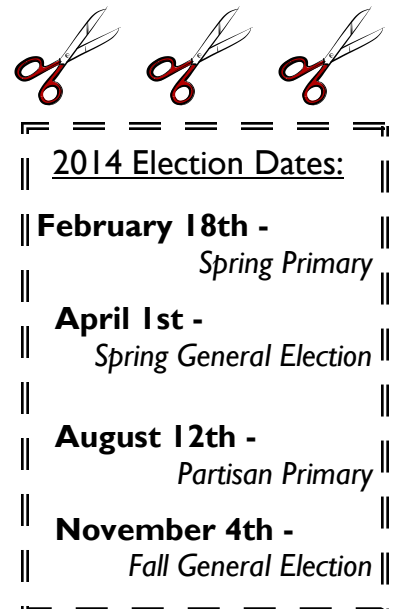 2014 Election Dates:
February 18th -
Spring Primary
April 1st -
Spring General Election
August 12th -
Partisan Primary
November 4th -
Fall General Election